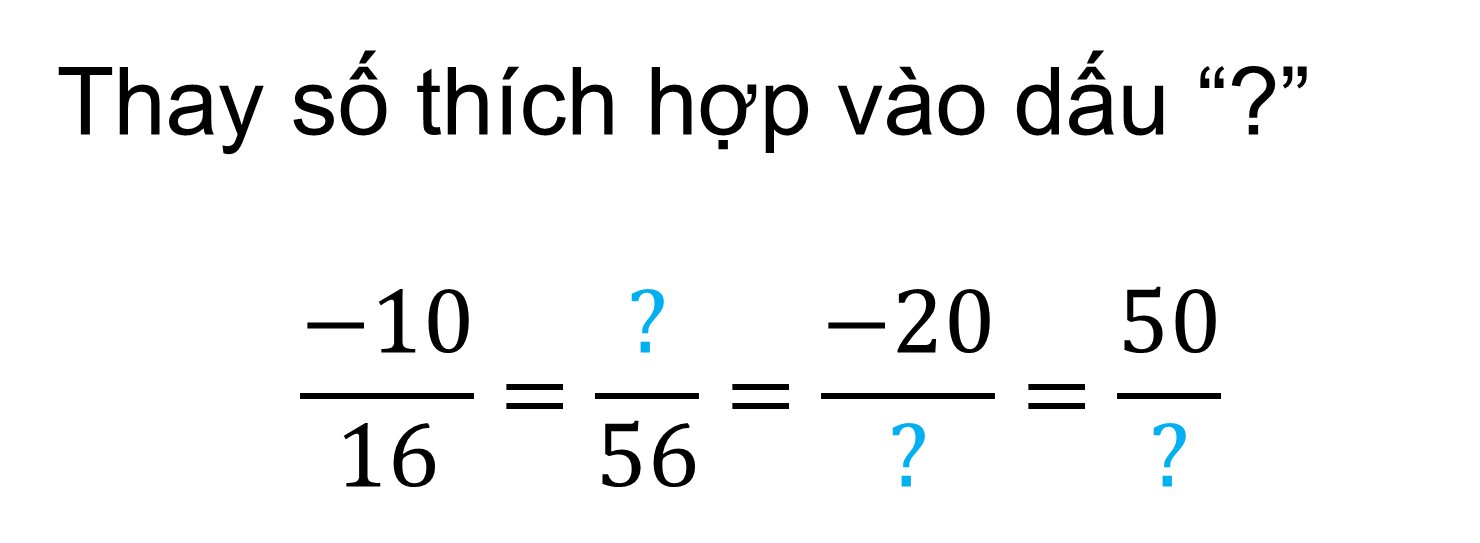 Thay số thích hợp vào dấu “?”
−10/16 = ?/56 = −20/? = 50/?